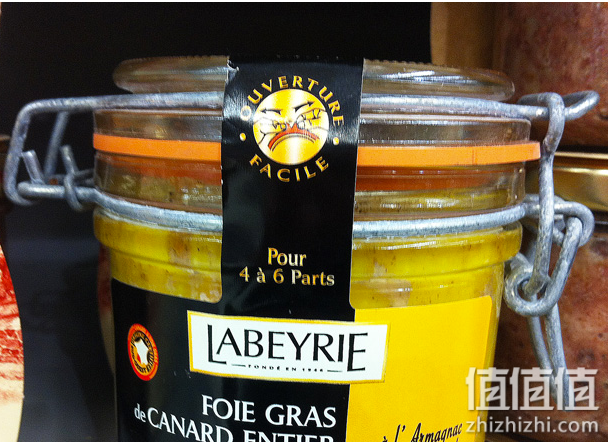 OUVERTURE
FACILE
Pour
4 à 6 Parts
LABEYRIE
FONDÉ EN 1946
FOIE GRAS
de CANARD ENTIER
à l'Armagnac
值值值
zhizhizhi.com